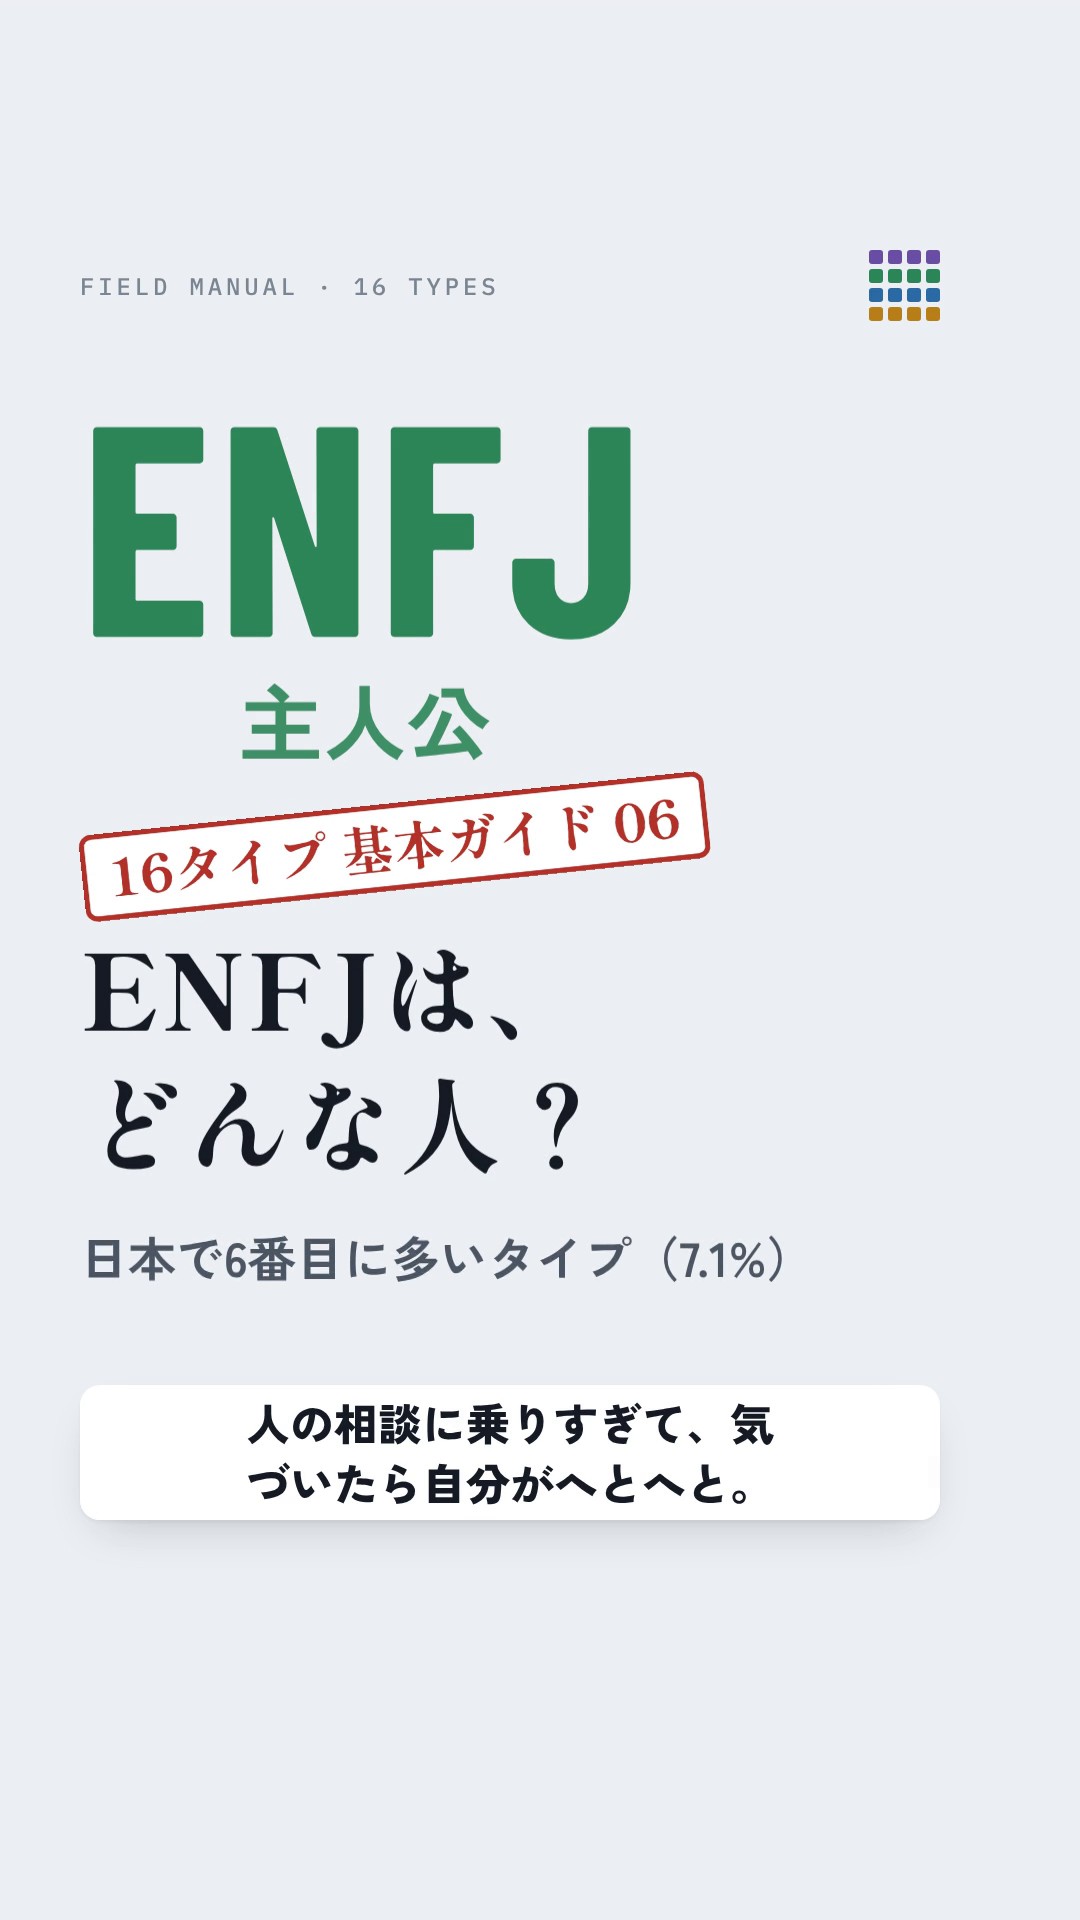 FIELD MANUAL · 16 TYPES
ENFJ
主人公
16タイプ 基本ガイド 06
ENFJは、
どんな人？
日本で6番目に多いタイプ（7.1%）
人の相談に乗りすぎて、気
づいたら自分がへとへと。